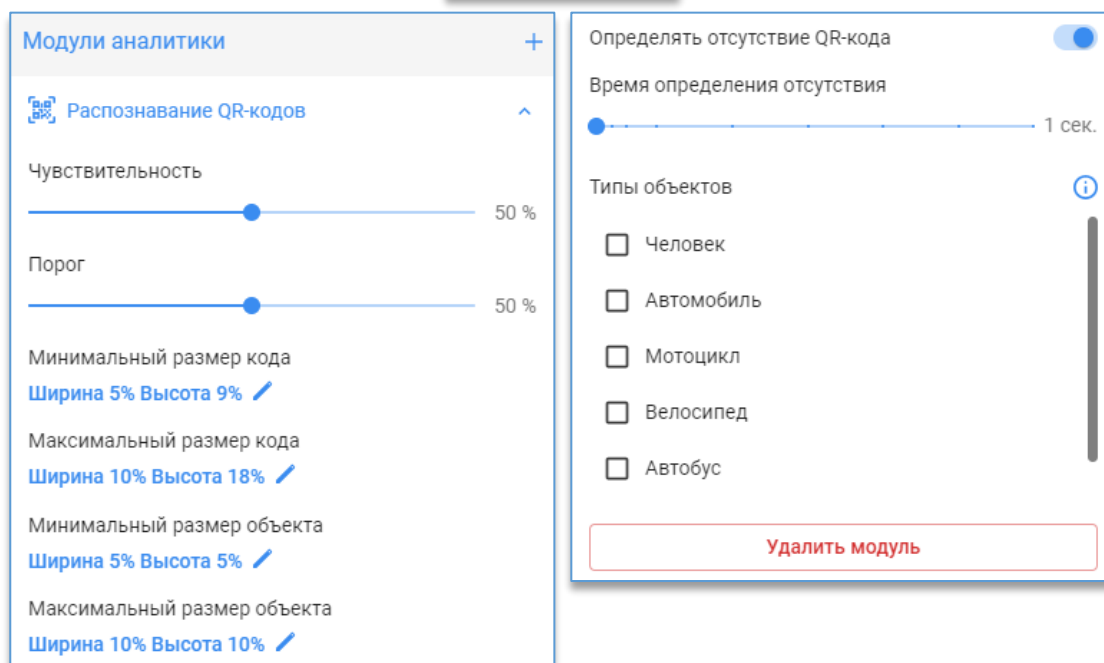 Модули аналитики
Распознавание QR-кодов
Чувствительность
50 %
Порог
50 %
Минимальный размер кода
Ширина 5% Высота 9%
Максимальный размер кода
Ширина 10% Высота 18%
Минимальный размер объекта
Ширина 5% Высота 5%
Максимальный размер объекта
Ширина 10% Высота 10%
Определять отсутствие QR-кода
Время определения отсутствия
1 сек.
Типы объектов
Человек
Автомобиль
Мотоцикл
Велосипед
Автобус
Удалить модуль